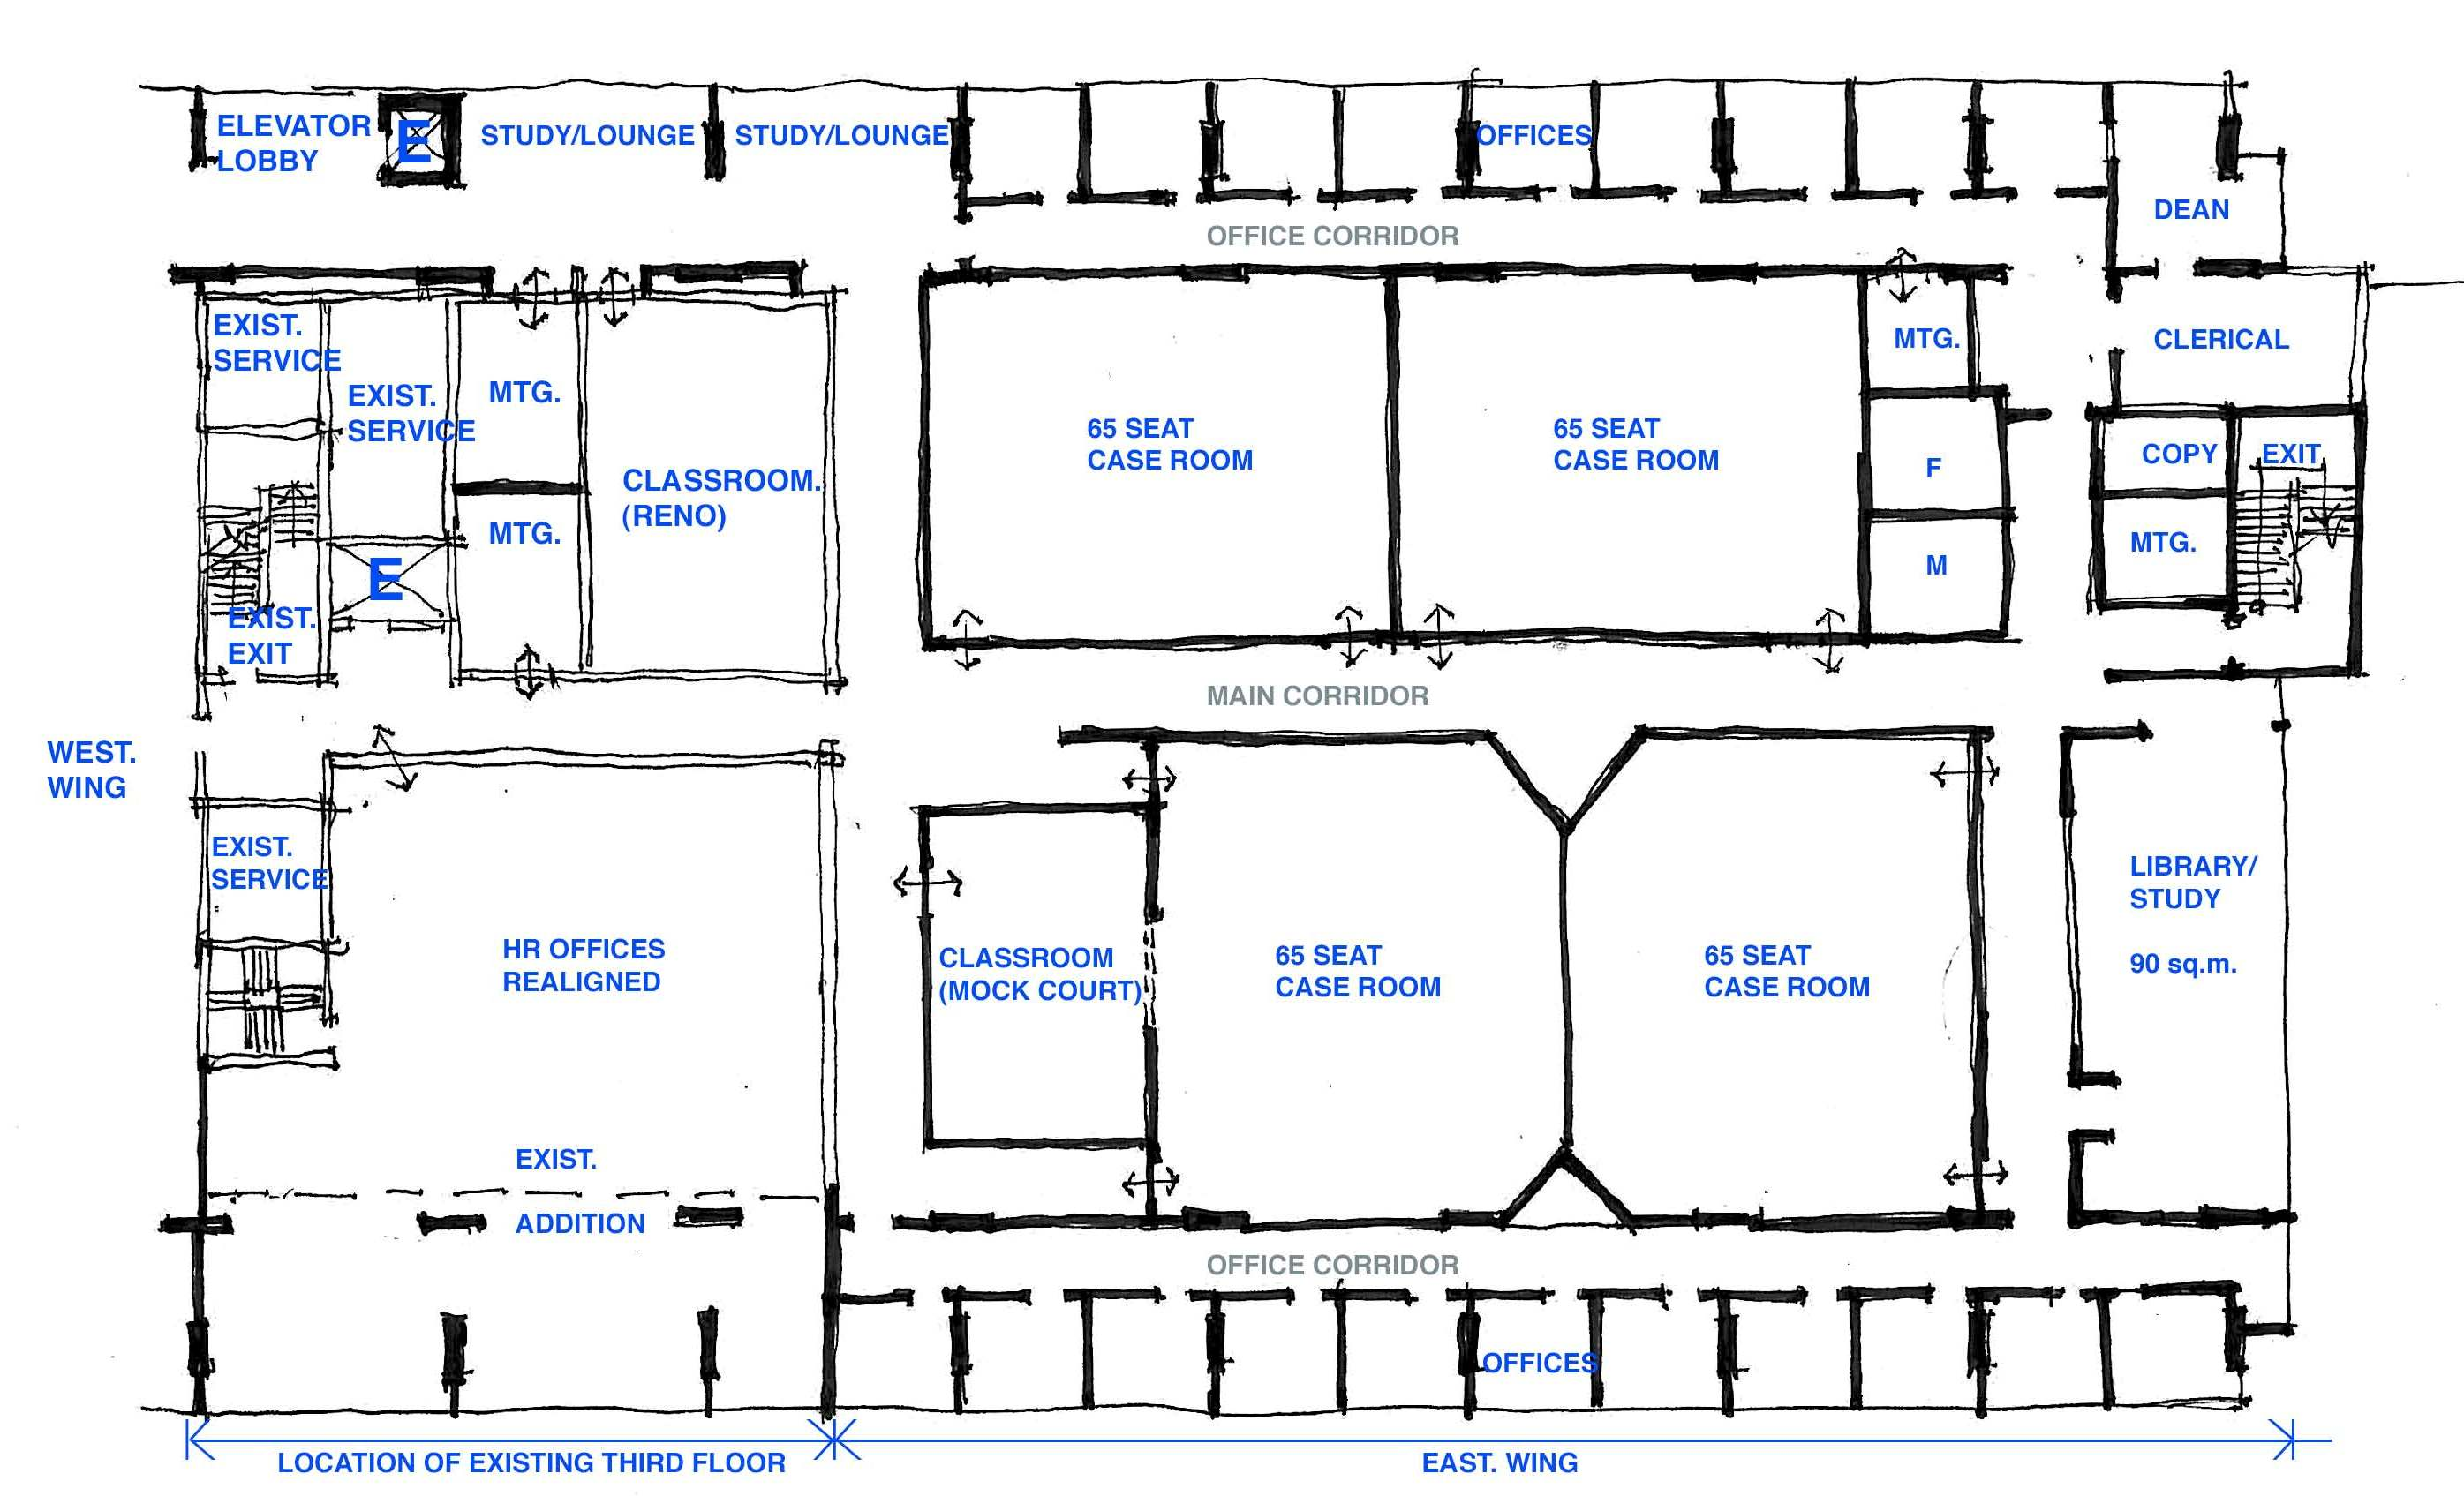 ELEVATOR
LOBBY
E
STUDY/LOUNGE
STUDY/LOUNGE
OFFICES
DEAN
OFFICE CORRIDOR
EXIST.
SERVICE
EXIST.
SERVICE
MTG.
MTG.
CLASSROOM.
(RENO)
E
EXIST.
EXIT
65 SEAT
CASE ROOM
65 SEAT
CASE ROOM
MTG.
F
M
CLERICAL
COPY
EXIT
MTG.
MAIN CORRIDOR
WEST.
WING
EXIST.
SERVICE
HR OFFICES
REALIGNED
CLASSROOM
(MOCK COURT)
65 SEAT
CASE ROOM
65 SEAT
CASE ROOM
LIBRARY/
STUDY
90 sq.m.
EXIST.
ADDITION
OFFICE CORRIDOR
OFFICES
LOCATION OF EXISTING THIRD FLOOR
EAST. WING